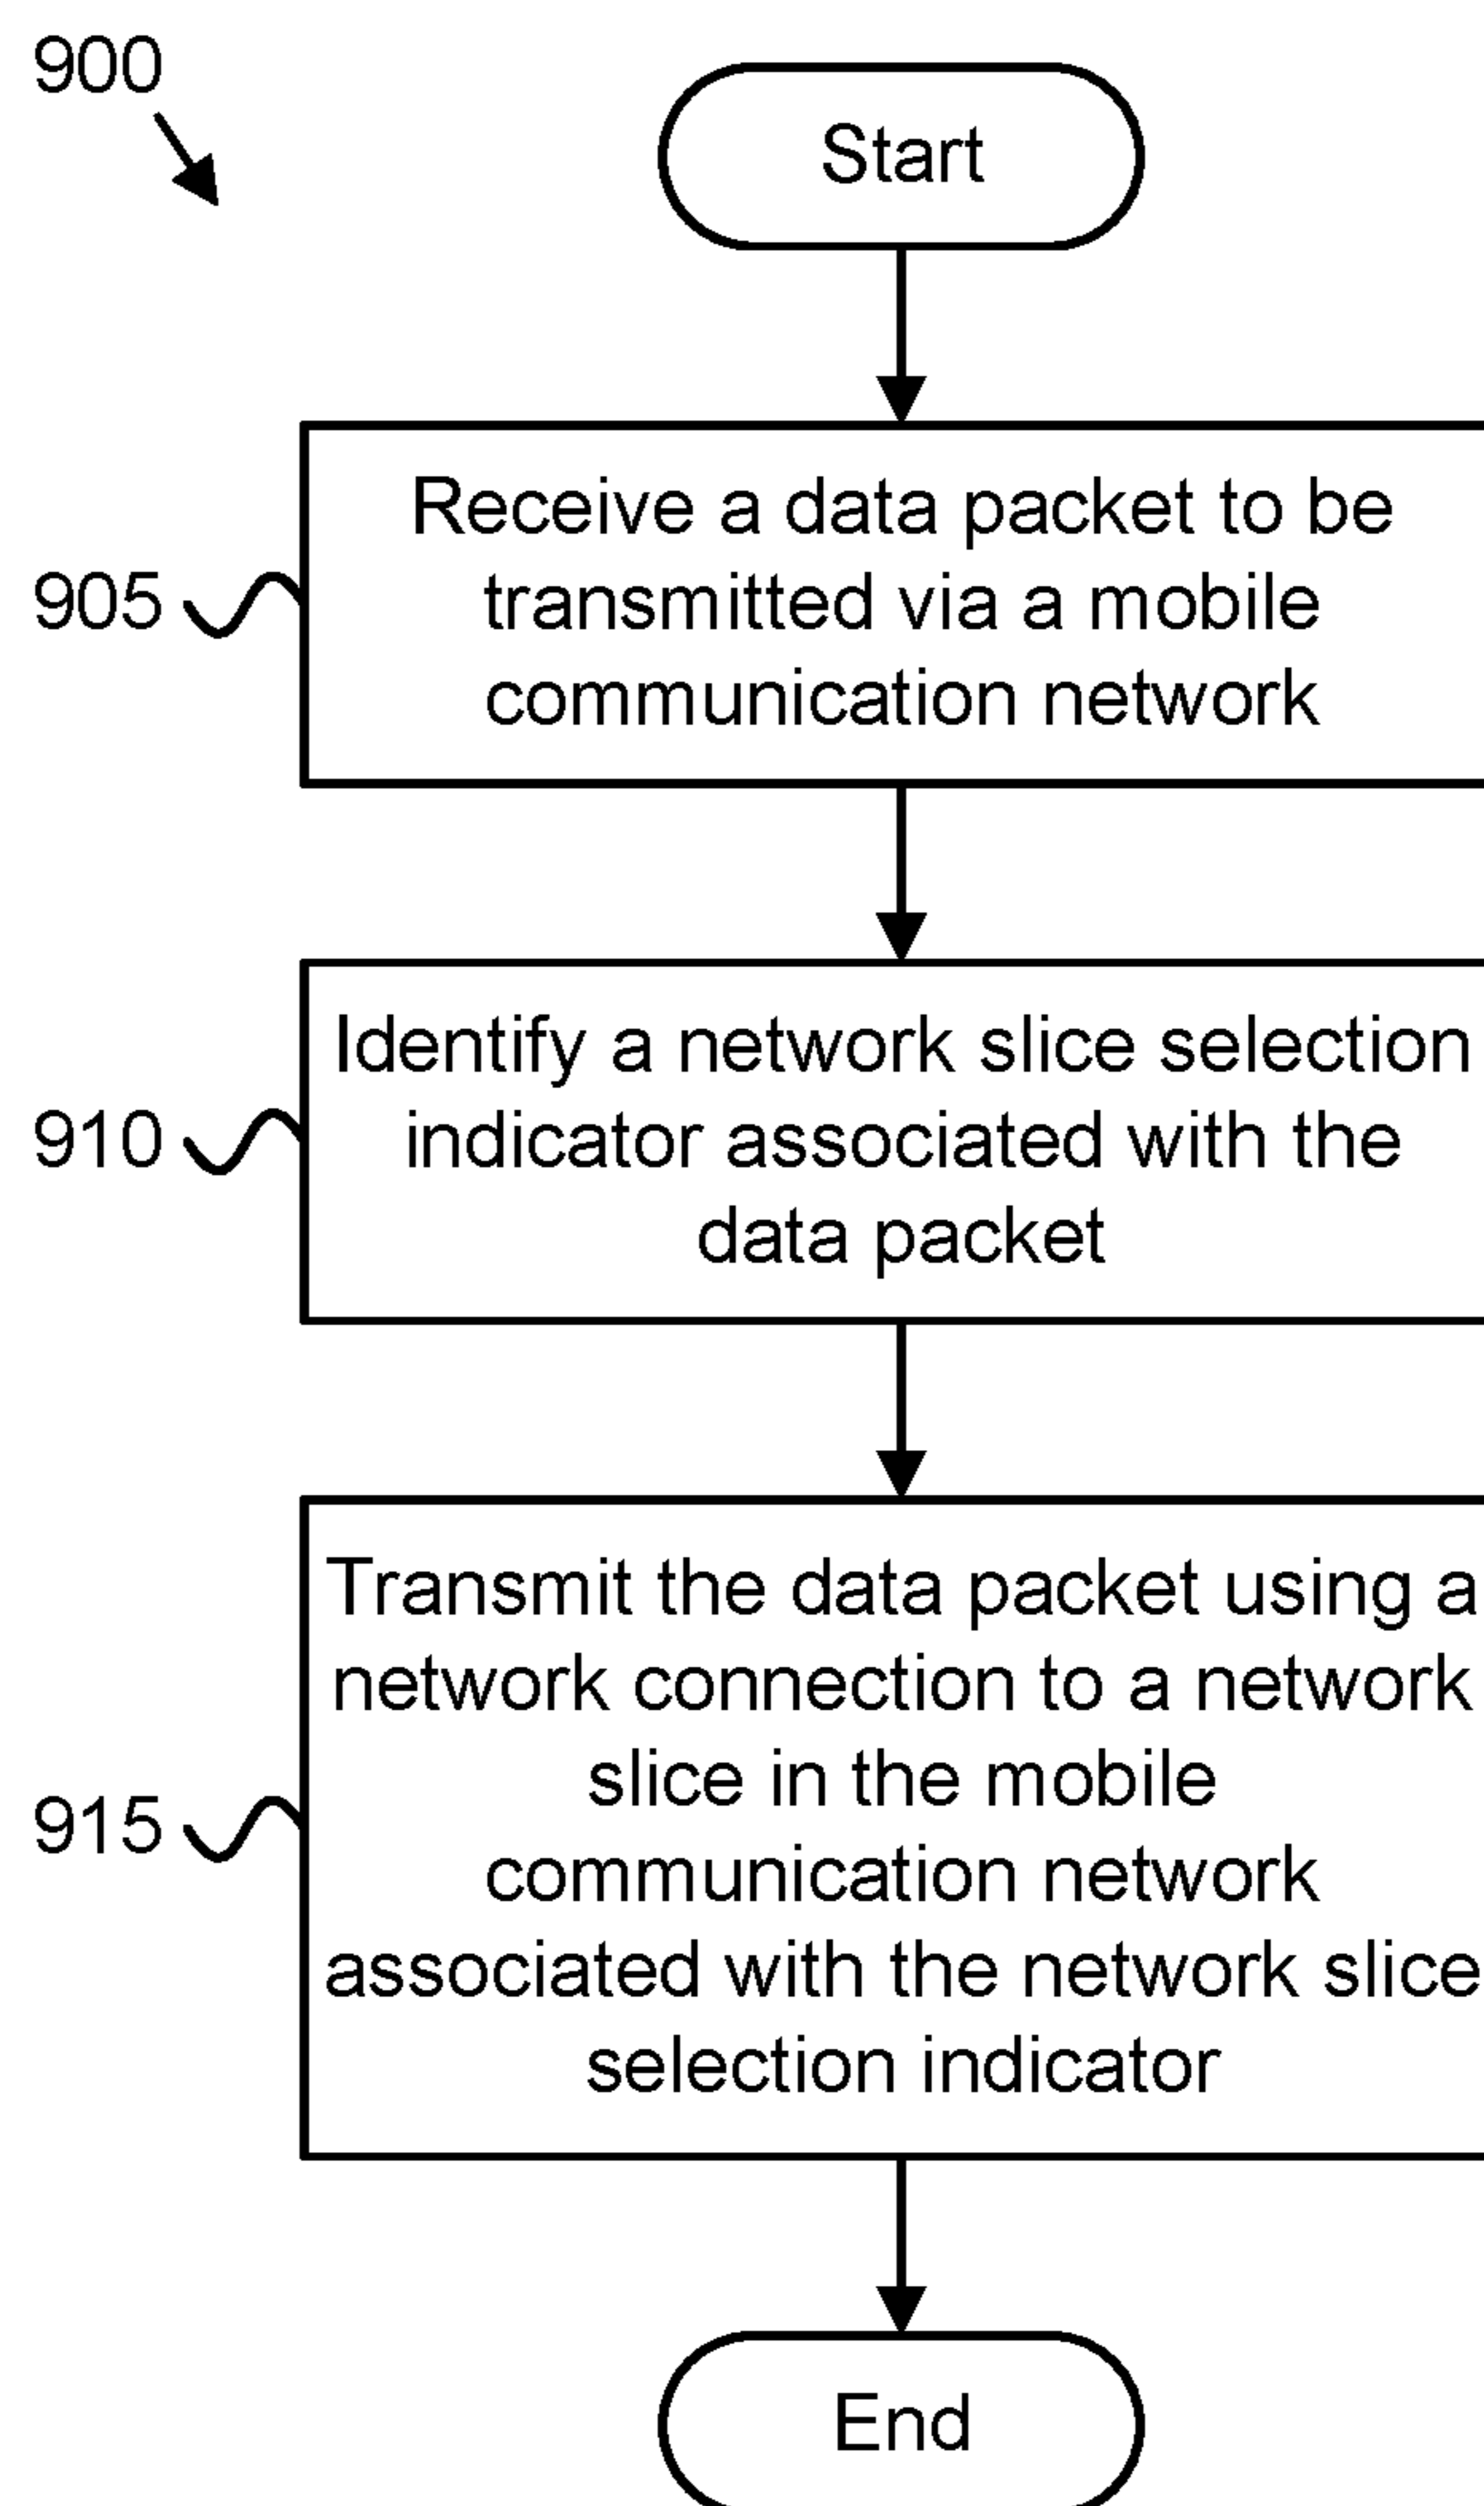 900
Start
905
Receive a data packet to be
transmitted via a mobile
communication network
910
Identify a network slice selection
indicator associated with the
data packet
915
Transmit the data packet using a
network connection to a network
slice in the mobile
communication network
associated with the network slice
selection indicator
End